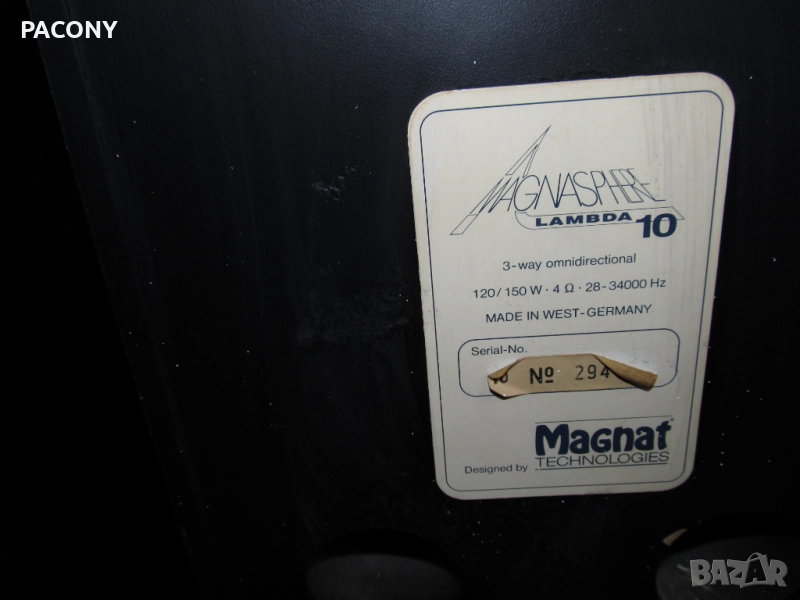 PACONY
MAGNASPHERE
LAMBDA 10
3-way omnidirectional
120/150 W · 4 Ω · 28-34000 Hz
MADE IN WEST-GERMANY
Serial-No.
Nº 294
Designed by Magnat
TECHNOLOGIES
BAZAR